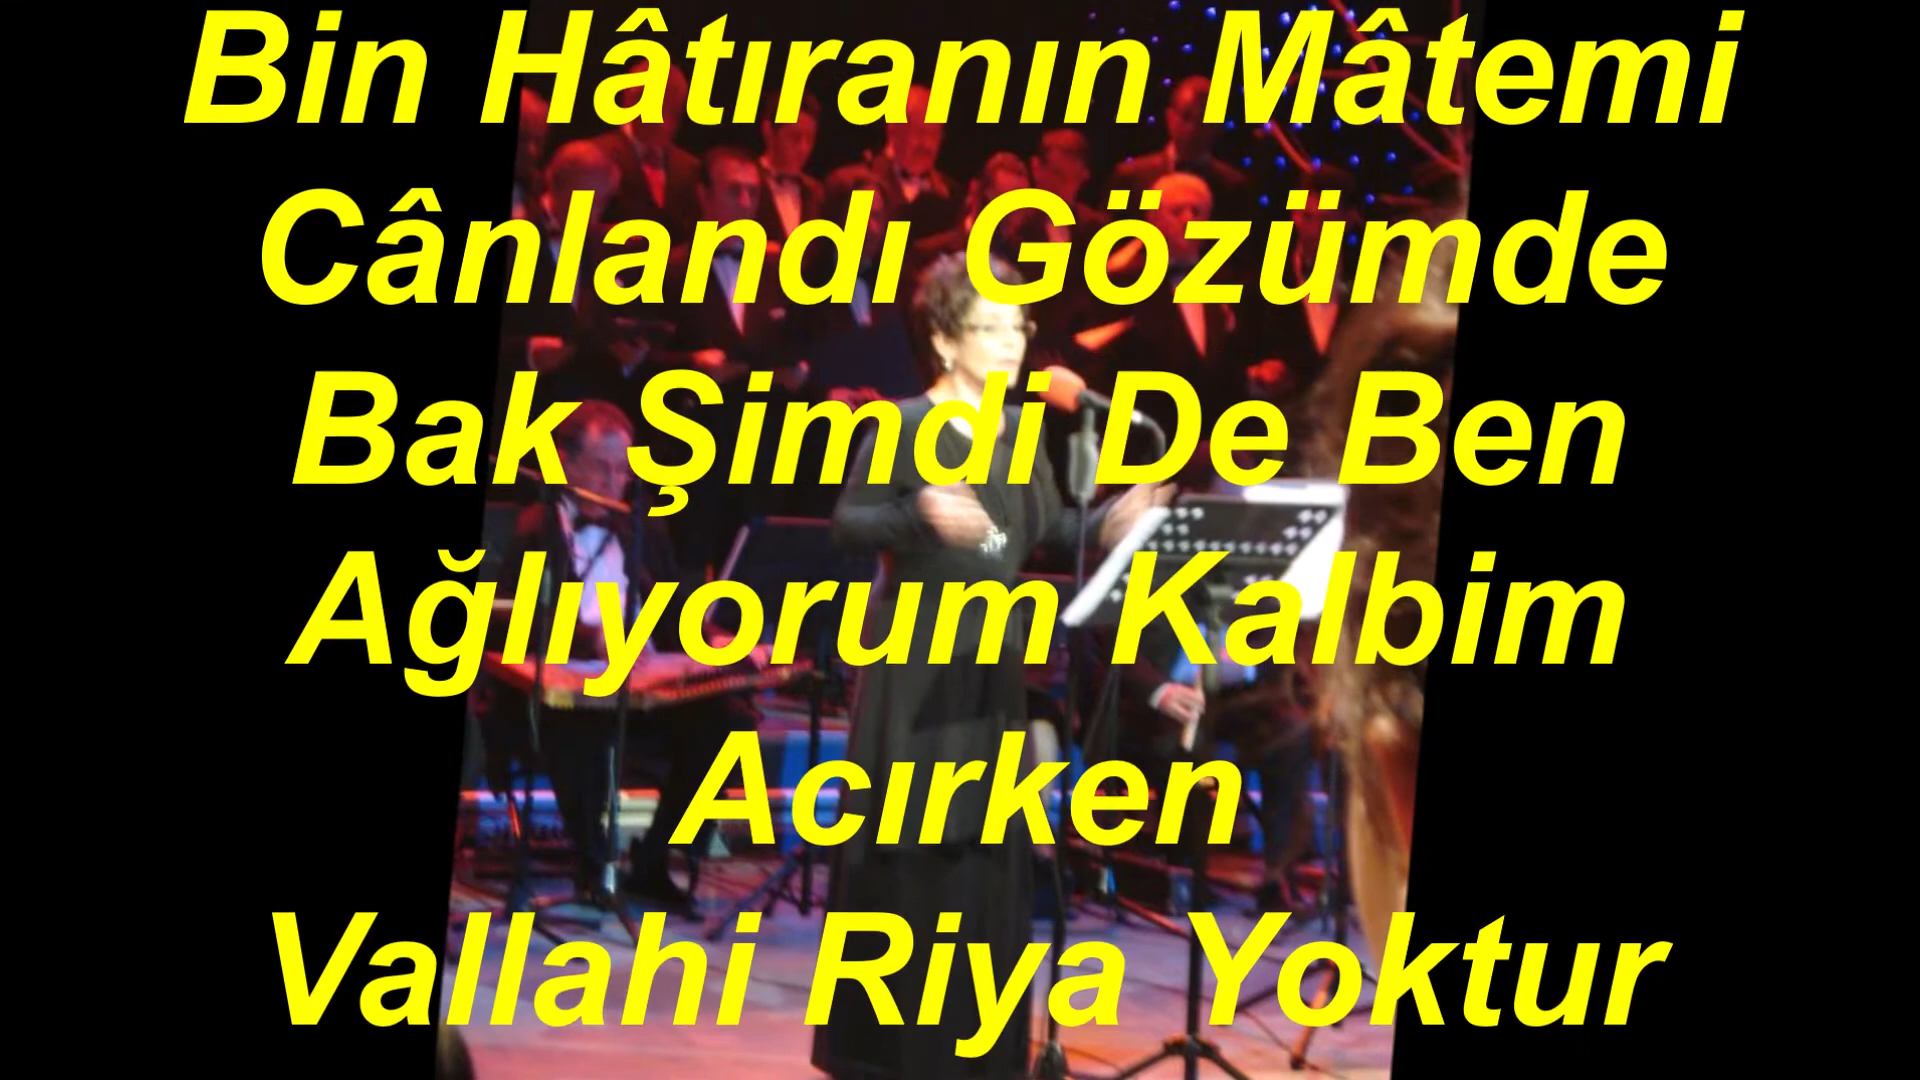 Bin Hâtıranın Mâtemi
Cânlandı Gözümde
Bak Şimdi De Ben
Ağlıyorum Kalbim
Acırken
Vallahi Riya Yoktur